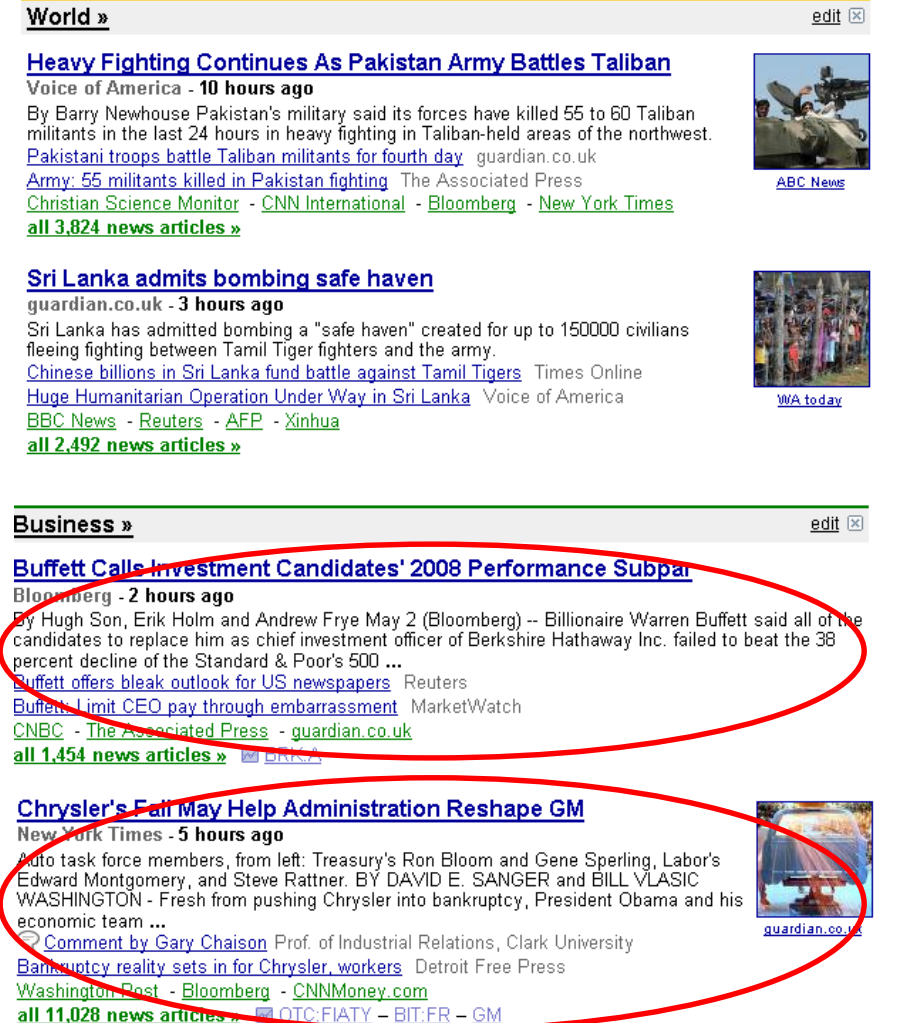 World »
edit
Heavy Fighting Continues As Pakistan Army Battles Taliban
Voice of America - 10 hours ago
By Barry Newhouse Pakistan's military said its forces have killed 55 to 60 Taliban
militants in the last 24 hours in heavy fighting in Taliban-held areas of the northwest.
Pakistani troops battle Taliban militants for fourth day guardian.co.uk
Army: 55 militants killed in Pakistan fighting The Associated Press
Christian Science Monitor - CNN International - Bloomberg - New York Times
all 3,824 news articles »
ABC News
Sri Lanka admits bombing safe haven
guardian.co.uk - 3 hours ago
Sri Lanka has admitted bombing a "safe haven" created for up to 150000 civilians
fleeing fighting between Tamil Tiger fighters and the army.
Chinese billions in Sri Lanka fund battle against Tamil Tigers Times Online
Huge Humanitarian Operation Under Way in Sri Lanka Voice of America
BBC News - Reuters - AFP - Xinhua
all 2,492 news articles »
WA today
Business »
edit
Buffett Calls Investment Candidates' 2008 Performance Subpar
Bloomberg - 2 hours ago
By Hugh Son, Erik Holm and Andrew Frye May 2 (Bloomberg) -- Billionaire Warren Buffett said all of the
candidates to replace him as chief investment officer of Berkshire Hathaway Inc. failed to beat the 38
percent decline of the Standard & Poor's 500 ...
Buffett offers bleak outlook for US newspapers Reuters
Buffett: Limit CEO pay through embarrassment MarketWatch
CNBC - The Associated Press - guardian.co.uk
all 1,454 news articles » BRK.A
Chrysler's Fall May Help Administration Reshape GM
New York Times - 5 hours ago
Auto task force members, from left: Treasury's Ron Bloom and Gene Sperling, Labor's
Edward Montgomery, and Steve Rattner. BY DAVID E. SANGER and BILL VLASIC
WASHINGTON - Fresh from pushing Chrysler into bankruptcy, President Obama and his
economic team ...
Comment by Gary Chaison Prof. of Industrial Relations, Clark University
Bankruptcy reality sets in for Chrysler, workers Detroit Free Press
Washington Post - Bloomberg - CNNMoney.com
all 11,028 news articles » OTC:FIATY – BIT:FR – GM
guardian.co.uk